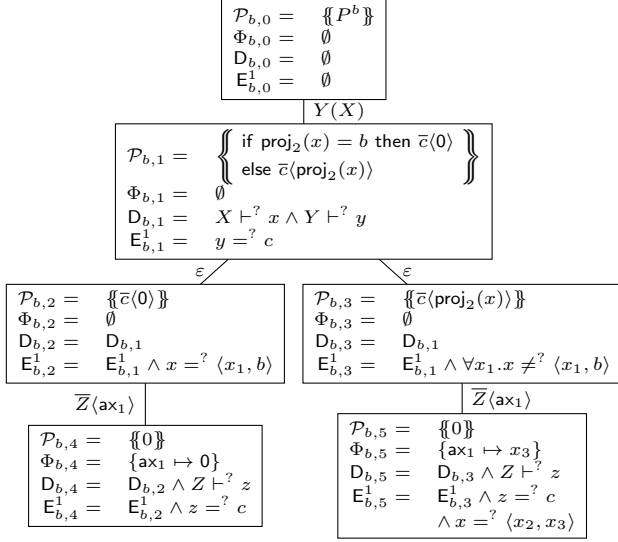 𝒫_{b,0} = {{P^b}}
Φ_{b,0} = ∅
D_{b,0} = ∅
E^1_{b,0} = ∅
Y(X)
𝒫_{b,1} = {{ if proj_2(x) = b then c̅⟨0⟩
else c̅⟨proj_2(x)⟩ }}
Φ_{b,1} = ∅
D_{b,1} = X ⊢^? x ∧ Y ⊢^? y
E^1_{b,1} = y =^? c
ε
ε
𝒫_{b,2} = {{c̅⟨0⟩}}
Φ_{b,2} = ∅
D_{b,2} = D_{b,1}
E^1_{b,2} = E^1_{b,1} ∧ x =^? ⟨x_1, b⟩
𝒫_{b,3} = {{c̅⟨proj_2(x)⟩}}
Φ_{b,3} = ∅
D_{b,3} = D_{b,1}
E^1_{b,3} = E^1_{b,1} ∧ ∀x_1.x ≠^? ⟨x_1, b⟩
Z̅⟨ax_1⟩
Z̅⟨ax_1⟩
𝒫_{b,4} = {{0}}
Φ_{b,4} = {ax_1 ↦ 0}
D_{b,4} = D_{b,2} ∧ Z ⊢^? z
E^1_{b,4} = E^1_{b,2} ∧ z =^? c
𝒫_{b,5} = {{0}}
Φ_{b,5} = {ax_1 ↦ x_3}
D_{b,5} = D_{b,3} ∧ Z ⊢^? z
E^1_{b,5} = E^1_{b,3} ∧ z =^? c
∧ x =^? ⟨x_2, x_3⟩